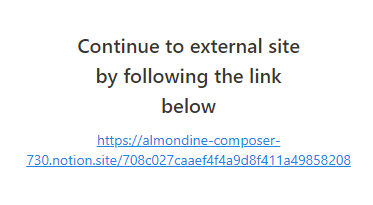 Continue to external site
by following the link
below
https://almondine-composer-
730.notion.site/708c027caaef4f4a9d8f411a49858208